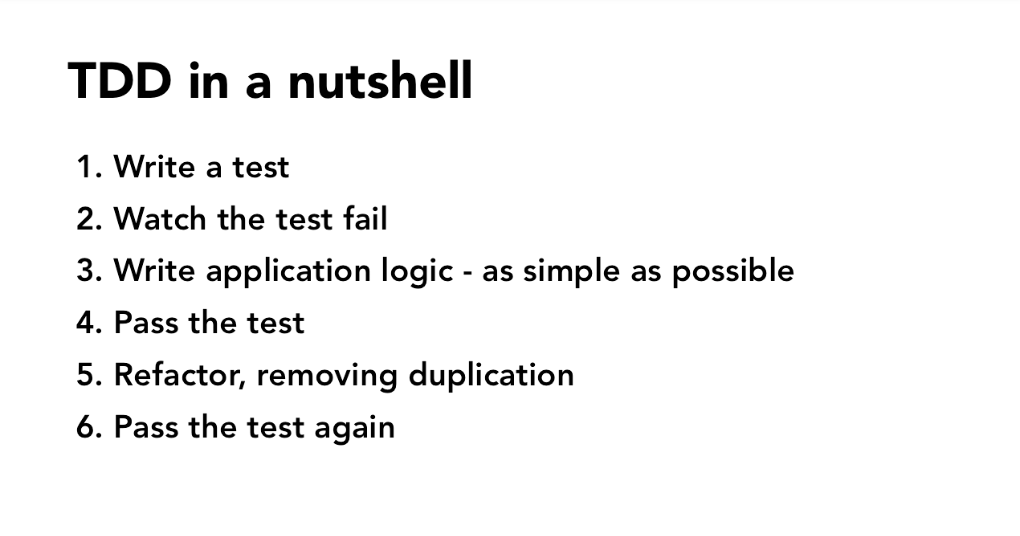 TDD in a nutshell
1. Write a test
2. Watch the test fail
3. Write application logic - as simple as possible
4. Pass the test
5. Refactor, removing duplication
6. Pass the test again